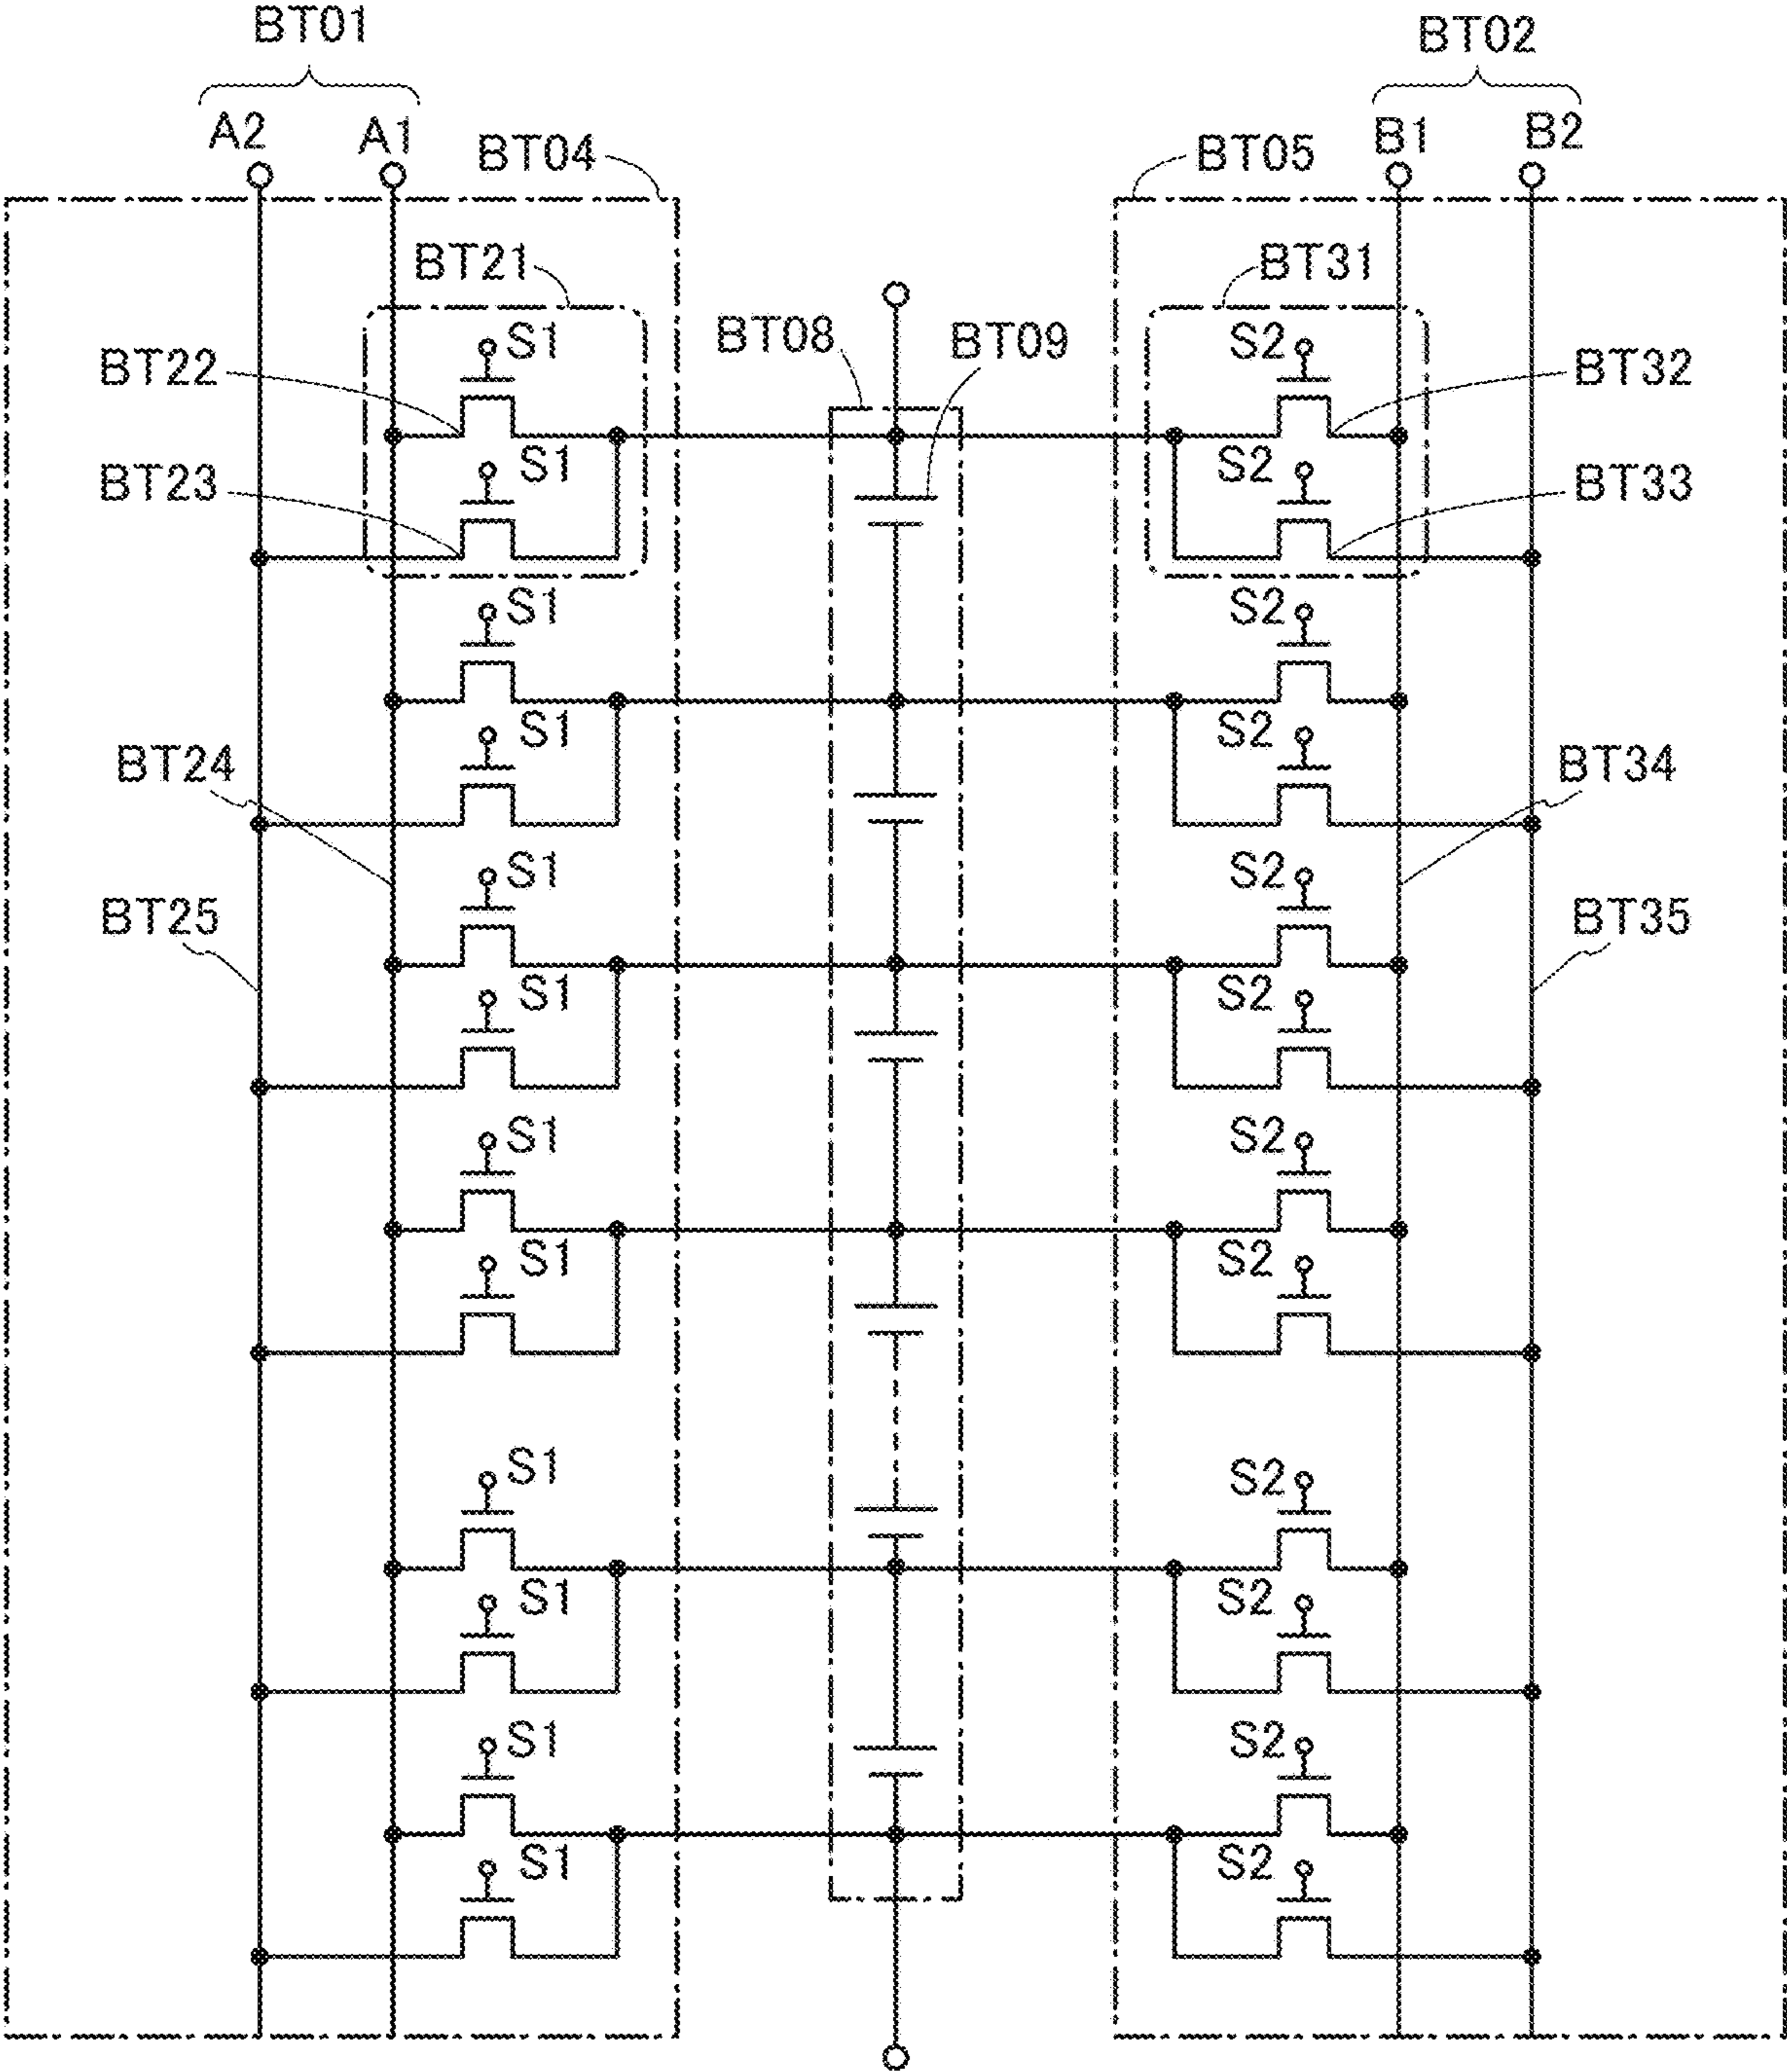 BT01
BT02
A2 A1 BT04 BT05 B1 B2
BT21 BT31
S1 BT08 BT09 S2
BT22 BT32
S1 S2
BT23 BT33
S1 S2
S1 S2
BT24 BT34
S1 S2
BT25 BT35
S1 S2
S1 S2
S1 S2
S1 S2
S1 S2
S1 S2
S1 S2